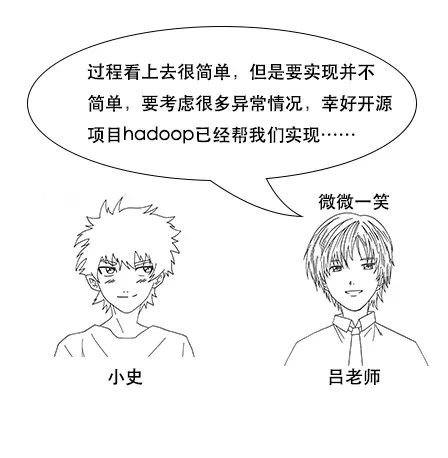 过程看上去很简单，但是要实现并不
简单，要考虑很多异常情况，幸好开源
项目hadoop已经帮我们实现……
微微一笑
小史
吕老师